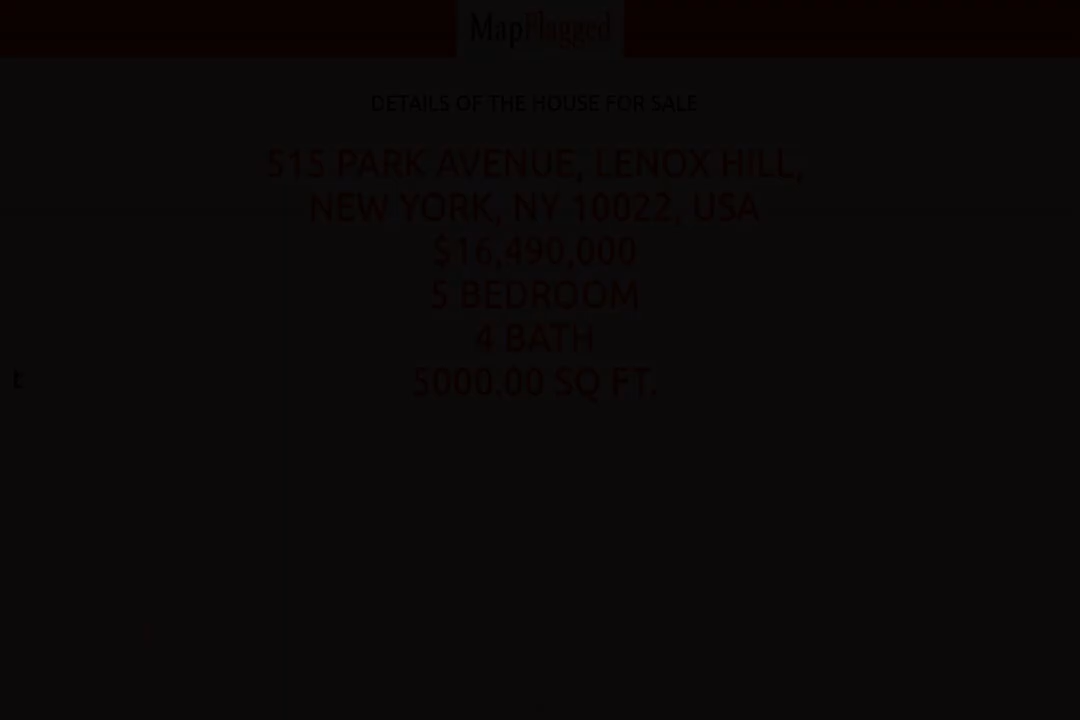 MapFlagged
DETAILS OF THE HOUSE FOR SALE
515 PARK AVENUE, LENOX HILL,
NEW YORK, NY 10022, USA
$16,490,000
5 BEDROOM
4 BATH
5000.00 SQ FT.
t